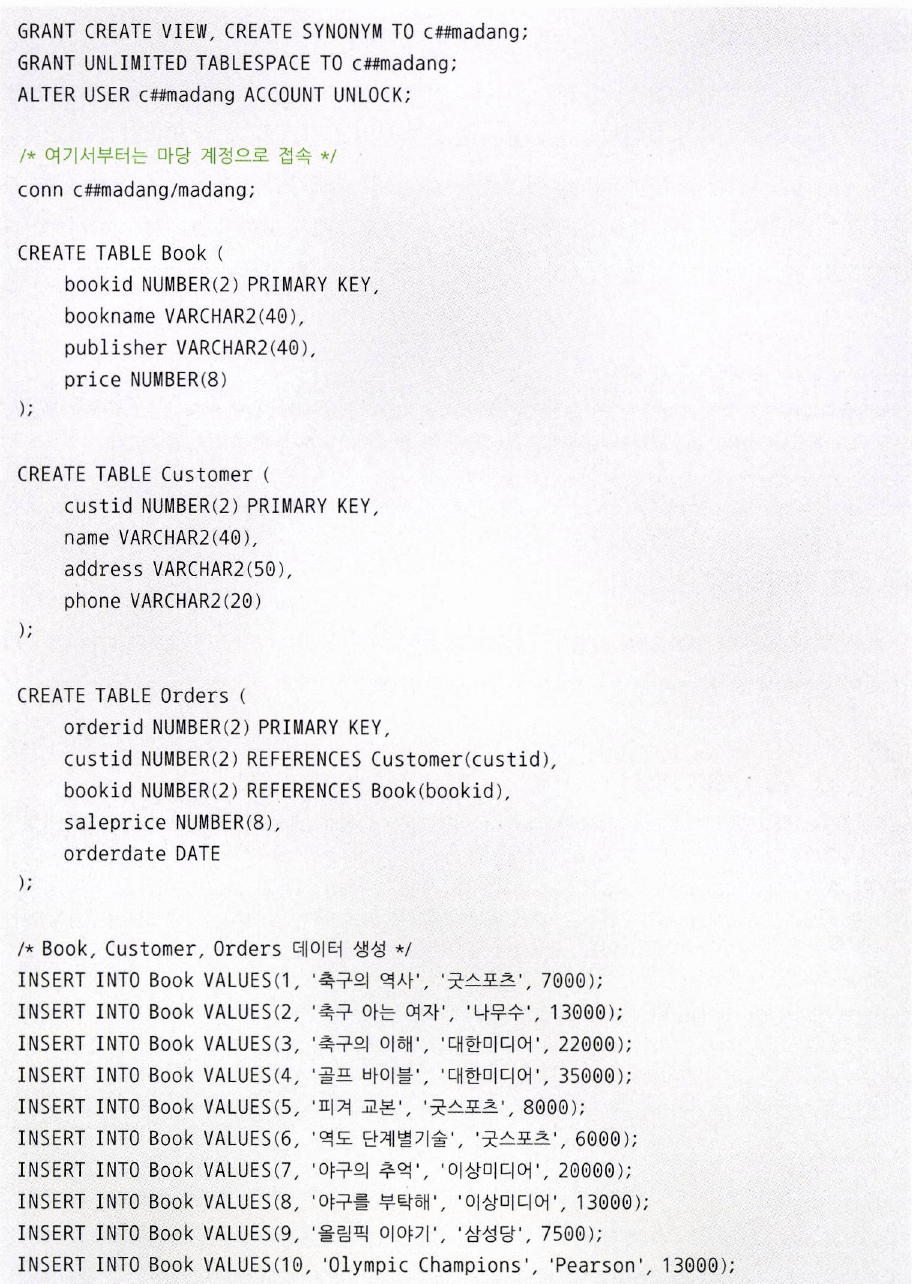 GRANT CREATE VIEW, CREATE SYNONYM TO c##madang;
GRANT UNLIMITED TABLESPACE TO c##madang;
ALTER USER c##madang ACCOUNT UNLOCK;
/* 여기서부터는 마당 계정으로 접속 */
conn c##madang/madang;
CREATE TABLE Book (
    bookid NUMBER(2) PRIMARY KEY,
    bookname VARCHAR2(40),
    publisher VARCHAR2(40),
    price NUMBER(8)
);
CREATE TABLE Customer (
    custid NUMBER(2) PRIMARY KEY,
    name VARCHAR2(40),
    address VARCHAR2(50),
    phone VARCHAR2(20)
);
CREATE TABLE Orders (
    orderid NUMBER(2) PRIMARY KEY,
    custid NUMBER(2) REFERENCES Customer(custid),
    bookid NUMBER(2) REFERENCES Book(bookid),
    saleprice NUMBER(8),
    orderdate DATE
);
/* Book, Customer, Orders 데이터 생성 */
INSERT INTO Book VALUES(1, '축구의 역사', '굿스포츠', 7000);
INSERT INTO Book VALUES(2, '축구 아는 여자', '나무수', 13000);
INSERT INTO Book VALUES(3, '축구의 이해', '대한미디어', 22000);
INSERT INTO Book VALUES(4, '골프 바이블', '대한미디어', 35000);
INSERT INTO Book VALUES(5, '피겨 교본', '굿스포츠', 8000);
INSERT INTO Book VALUES(6, '역도 단계별기술', '굿스포츠', 6000);
INSERT INTO Book VALUES(7, '야구의 추억', '이상미디어', 20000);
INSERT INTO Book VALUES(8, '야구를 부탁해', '이상미디어', 13000);
INSERT INTO Book VALUES(9, '올림픽 이야기', '삼성당', 7500);
INSERT INTO Book VALUES(10, 'Olympic Champions', 'Pearson', 13000);